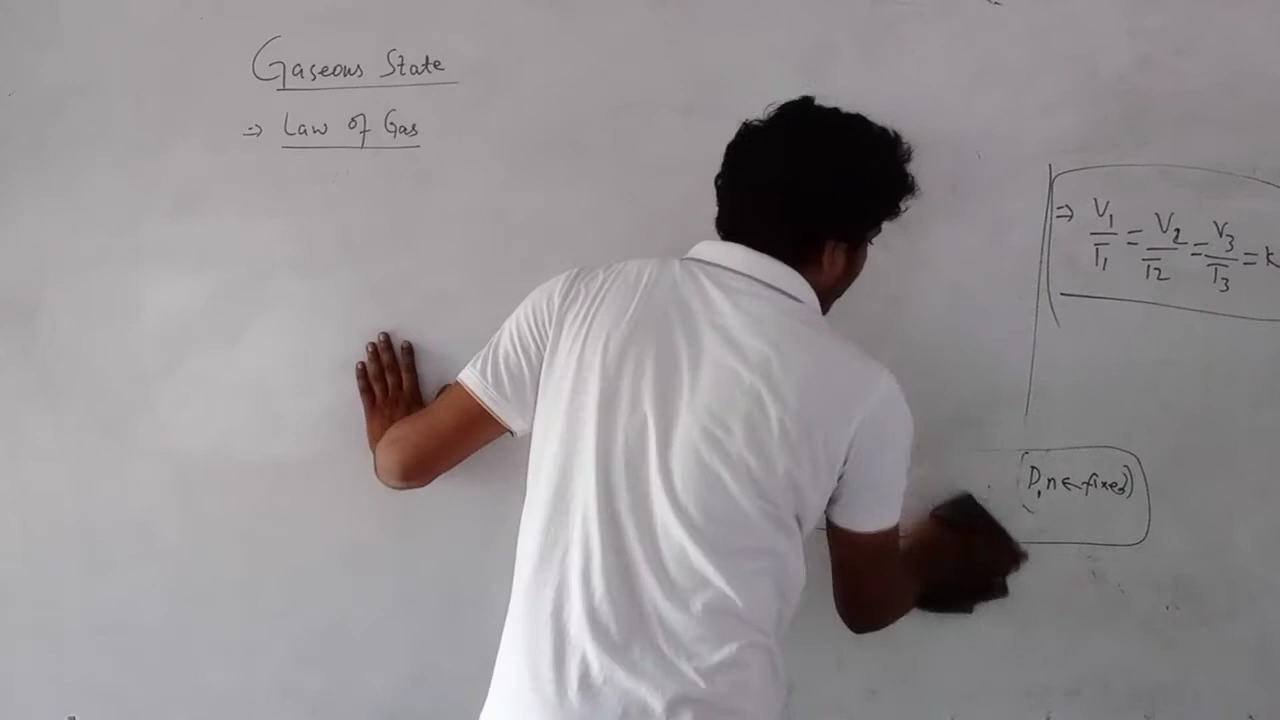 Gaseous State
⇒ Law of Gas
⇒ V₁/T₁ = V₂/T₂ = V₃/T₃ = k
(P, n ← fixed)